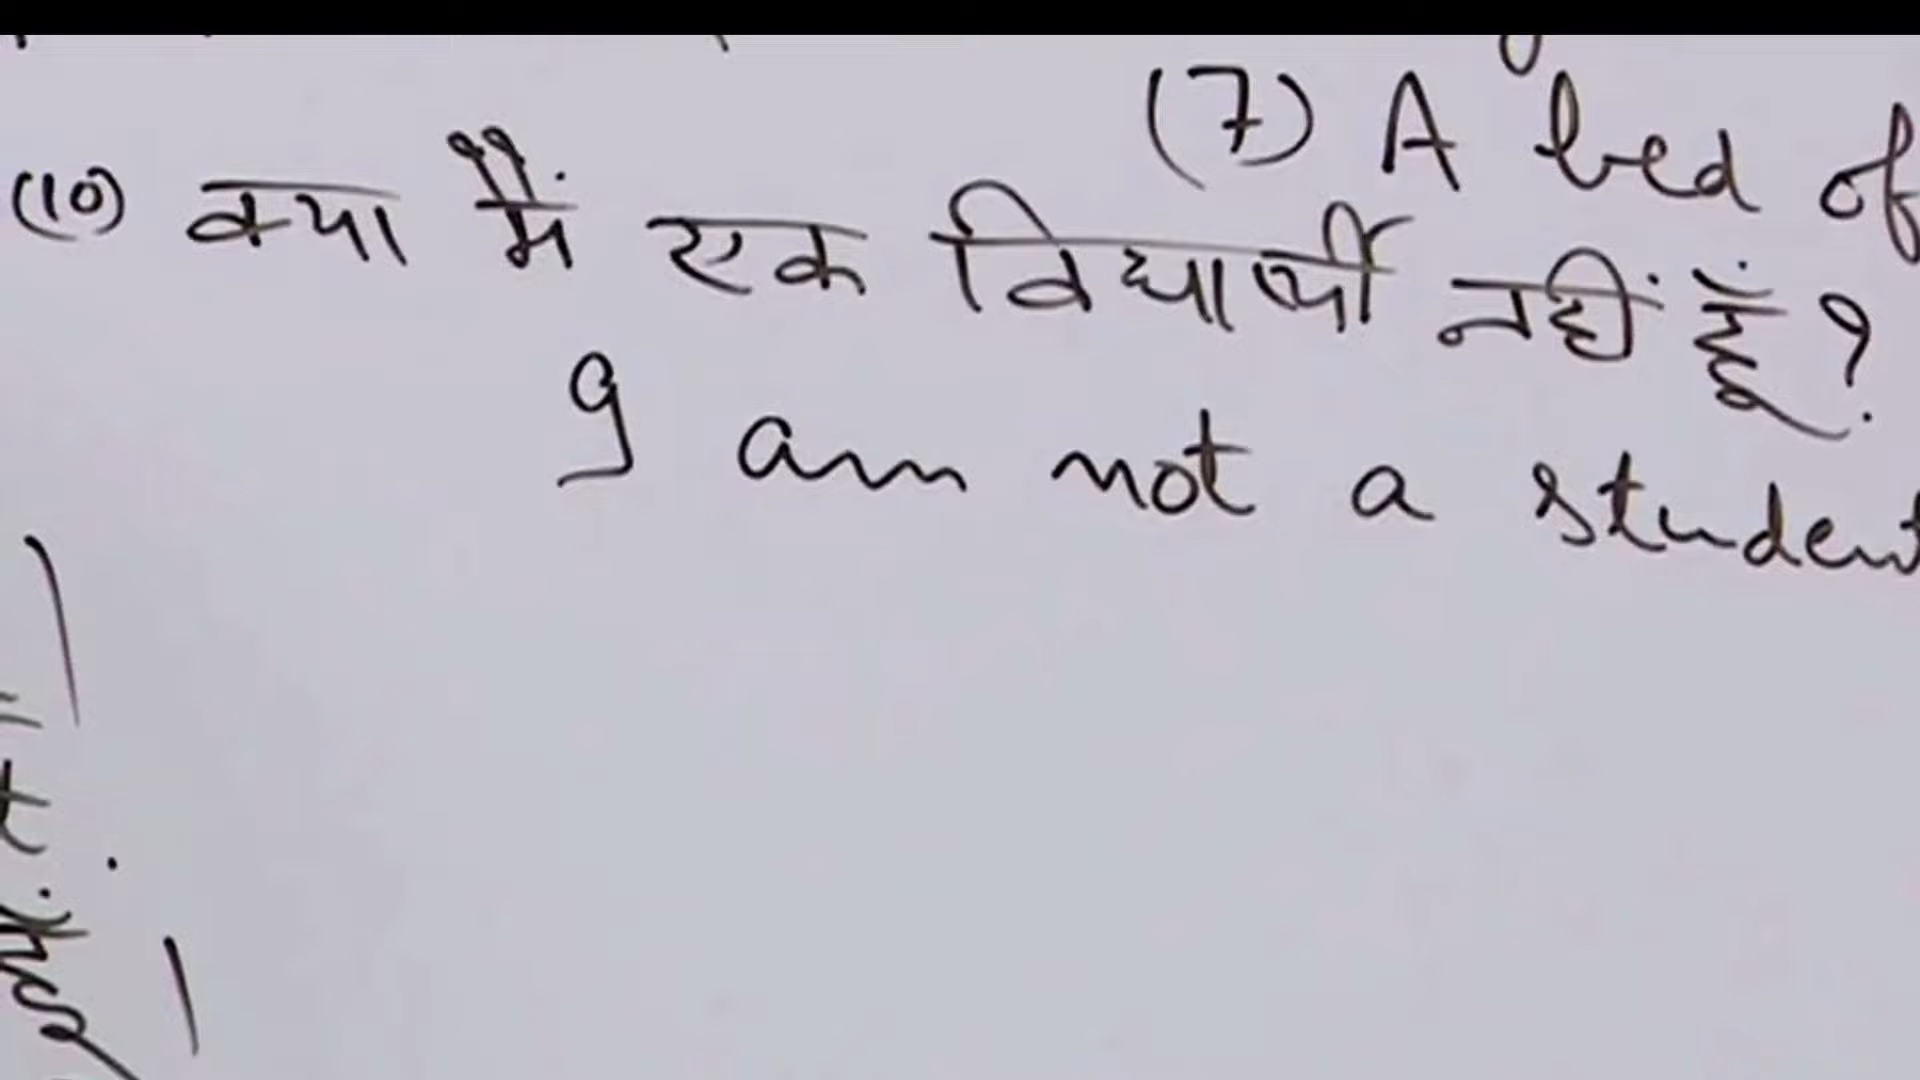 (7) A bed of
(10) क्या मैं एक विद्यार्थी नहीं हूँ?
I am not a student